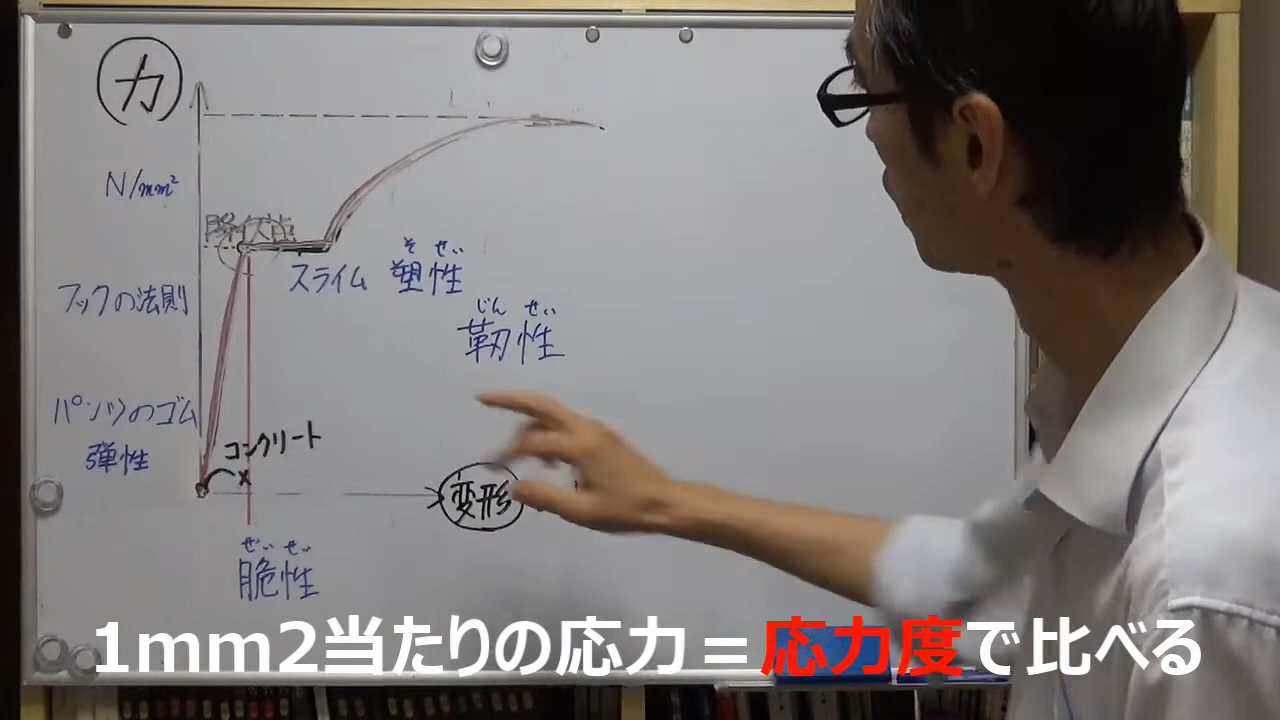 力
N/mm²
降伏点
そせい
スライム 塑性
フックの法則
じんせい
靭性
パンツのゴム
弾性
コンクリート
変形
ぜいせい
脆性
1mm2当たりの応力＝応力度で比べる